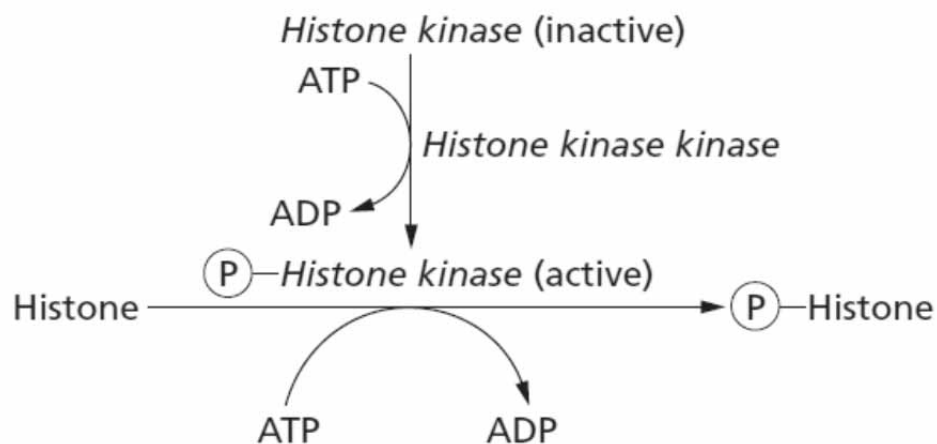 Histone kinase (inactive)
ATP
Histone kinase kinase
ADP
P Histone kinase (active)
Histone
P Histone
ATP
ADP